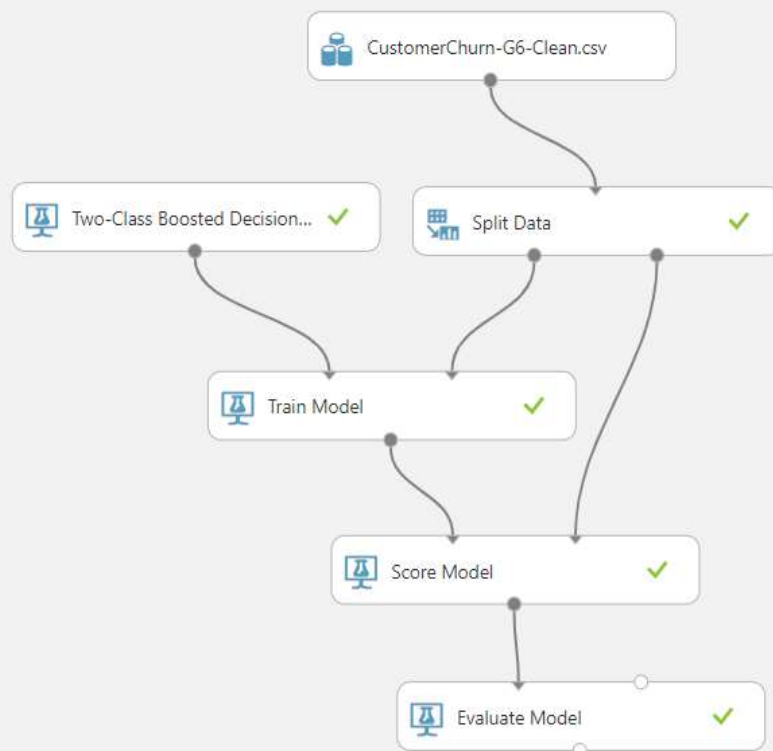 CustomerChurn-G6-Clean.csv
Two-Class Boosted Decision...
Split Data
Train Model
Score Model
Evaluate Model